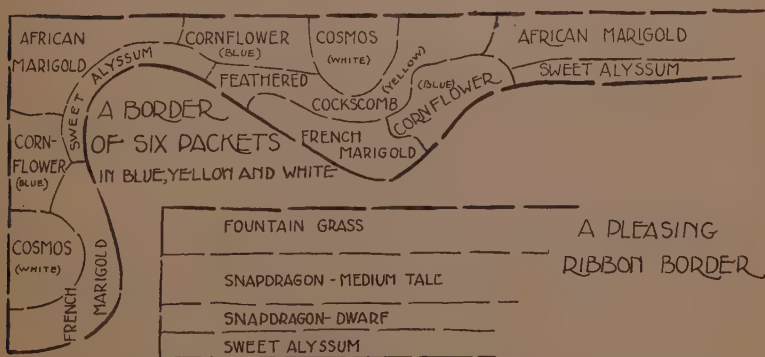 AFRICAN
MARIGOLD
SWEET ALYSSUM
CORNFLOWER
(BLUE)
COSMOS
(WHITE)
FEATHERED
COCKSCOMB
(YELLOW)
(BLUE)
CORNFLOWER
AFRICAN MARIGOLD
SWEET ALYSSUM
FRENCH
MARIGOLD
A BORDER
OF SIX PACKETS
IN BLUE, YELLOW AND WHITE
CORN-
FLOWER
(BLUE)
COSMOS
(WHITE)
FRENCH
MARIGOLD
FOUNTAIN GRASS
SNAPDRAGON - MEDIUM TALL
SNAPDRAGON - DWARF
SWEET ALYSSUM
A PLEASING
RIBBON BORDER